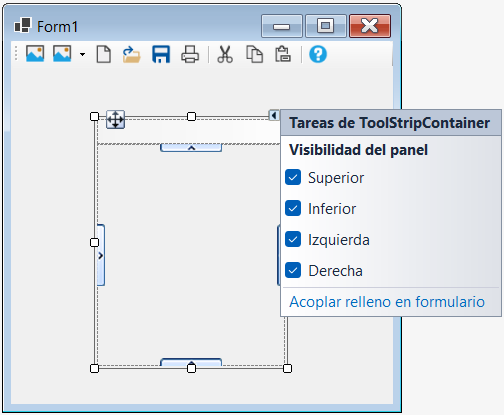 Form1
Tareas de ToolStripContainer
Visibilidad del panel
Superior
Inferior
Izquierda
Derecha
Acoplar relleno en formulario